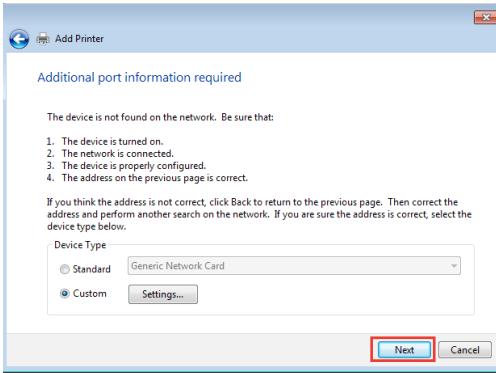 Add Printer
Additional port information required
The device is not found on the network. Be sure that:
1. The device is turned on.
2. The network is connected.
3. The device is properly configured.
4. The address on the previous page is correct.
If you think the address is not correct, click Back to return to the previous page. Then correct the
address and perform another search on the network. If you are sure the address is correct, select the
device type below.
Device Type
Standard
Generic Network Card
Custom
Settings...
Next
Cancel